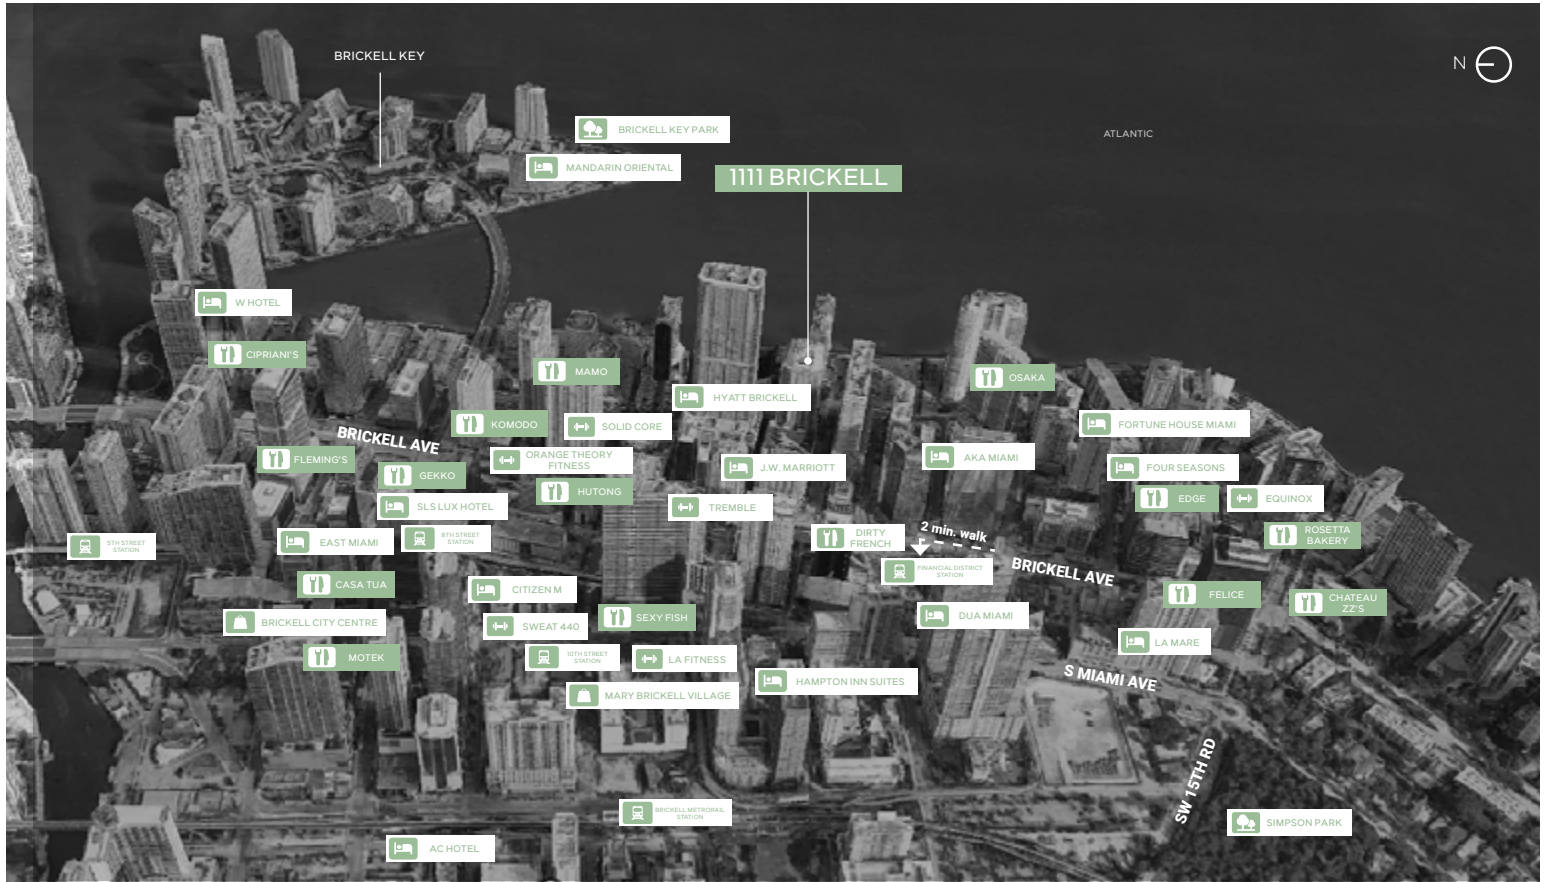 BRICKELL KEY
N
BRICKELL KEY PARK
ATLANTIC
MANDARIN ORIENTAL
1111 BRICKELL
W HOTEL
CIPRIANI'S
MAMO
OSAKA
HYATT BRICKELL
KOMODO
SOLID CORE
FORTUNE HOUSE MIAMI
BRICKELL AVE
FLEMING'S
ORANGE THEORY
FITNESS
AKA MIAMI
GEKKO
J.W. MARRIOTT
FOUR SEASONS
HUTONG
EDGE
EQUINOX
SLS LUX HOTEL
TREMBLE
5TH STREET
STATION
EAST MIAMI
8TH STREET
STATION
DIRTY
FRENCH
2 min. walk
ROSETTA
BAKERY
FINANCIAL DISTRICT
STATION
BRICKELL AVE
CASA TUA
CITIZEN M
FELICE
CHATEAU
ZZ'S
BRICKELL CITY CENTRE
SWEAT 440
SEXY FISH
DUA MIAMI
LA MARE
MOTEK
10TH STREET
STATION
LA FITNESS
HAMPTON INN SUITES
S MIAMI AVE
MARY BRICKELL VILLAGE
SW 15TH RD
BRICKELL METRORAIL
STATION
SIMPSON PARK
AC HOTEL